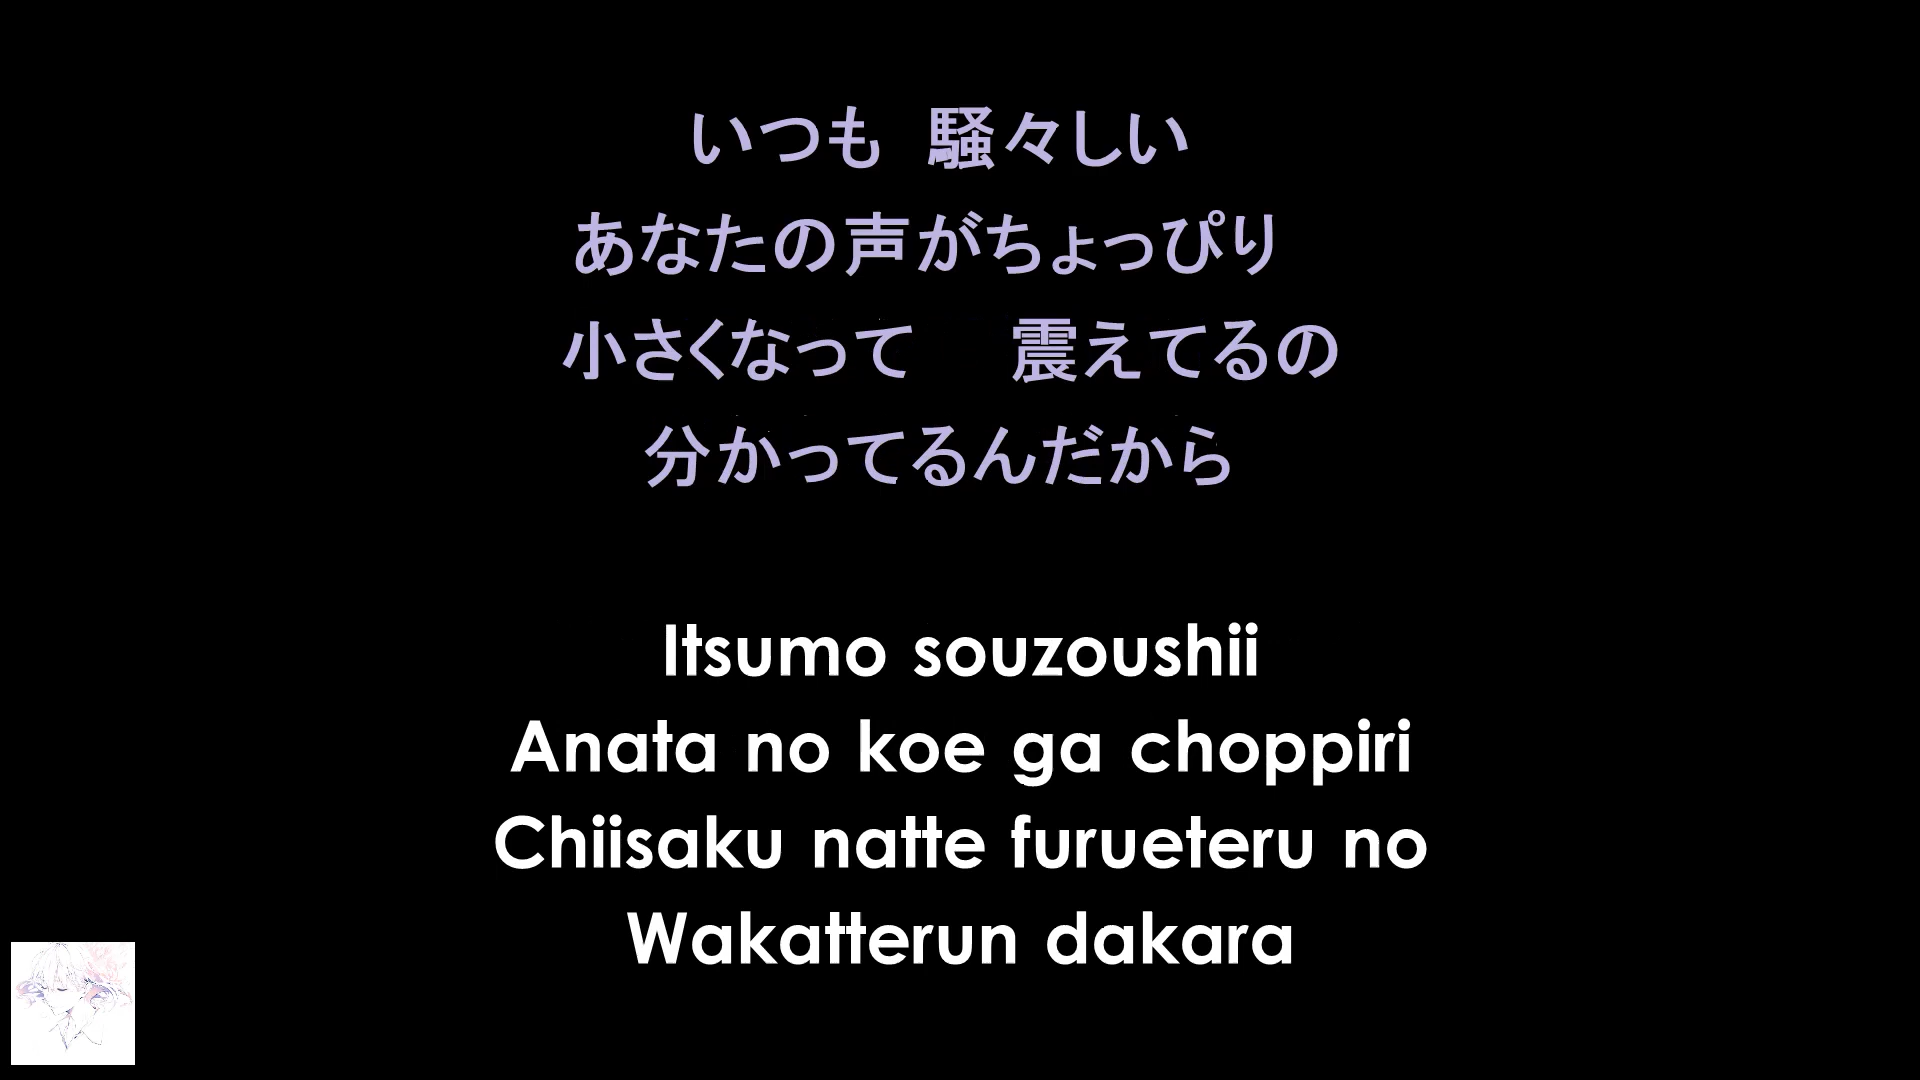 いつも　騒々しい
あなたの声がちょっぴり
小さくなって　震えてるの
分かってるんだから
Itsumo souzoushii
Anata no koe ga choppiri
Chiisaku natte furueteru no
Wakatterun dakara